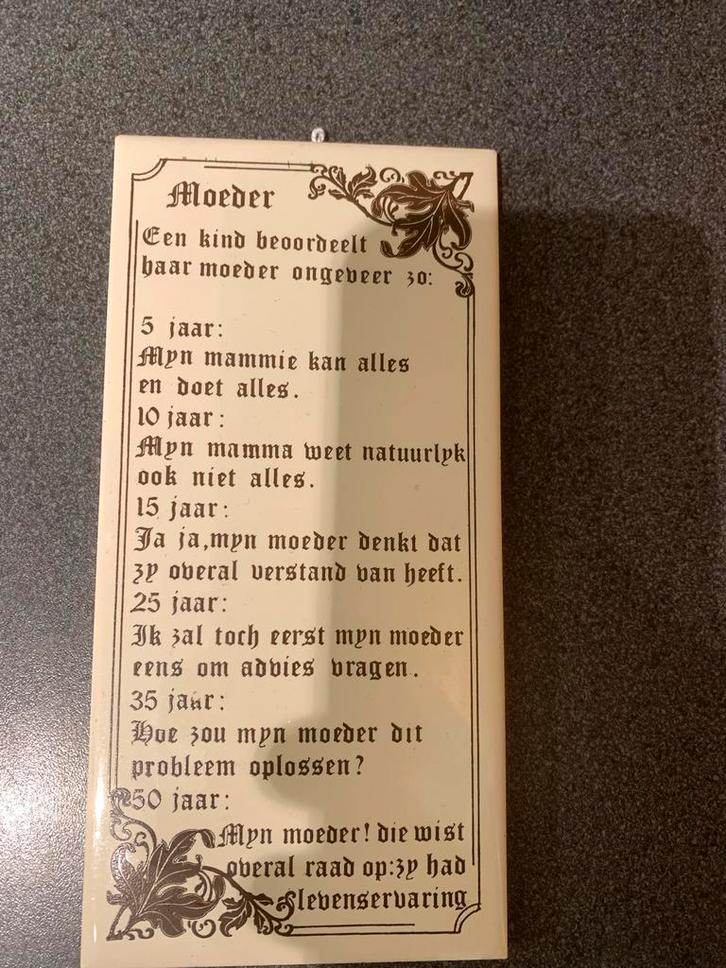 Moeder
Een kind beoordeelt
haar moeder ongeveer zo:
5 jaar:
Myn mammie kan alles
en doet alles.
10 jaar:
Myn mamma weet natuurlyk
ook niet alles.
15 jaar:
Ja ja,myn moeder denkt dat
zy overal verstand van heeft.
25 jaar:
Ik zal toch eerst myn moeder
eens om advies vragen.
35 jaar:
Hoe zou myn moeder dit
probleem oplossen?
50 jaar:
Myn moeder! die wist
overal raad op:zy had
levenservaring